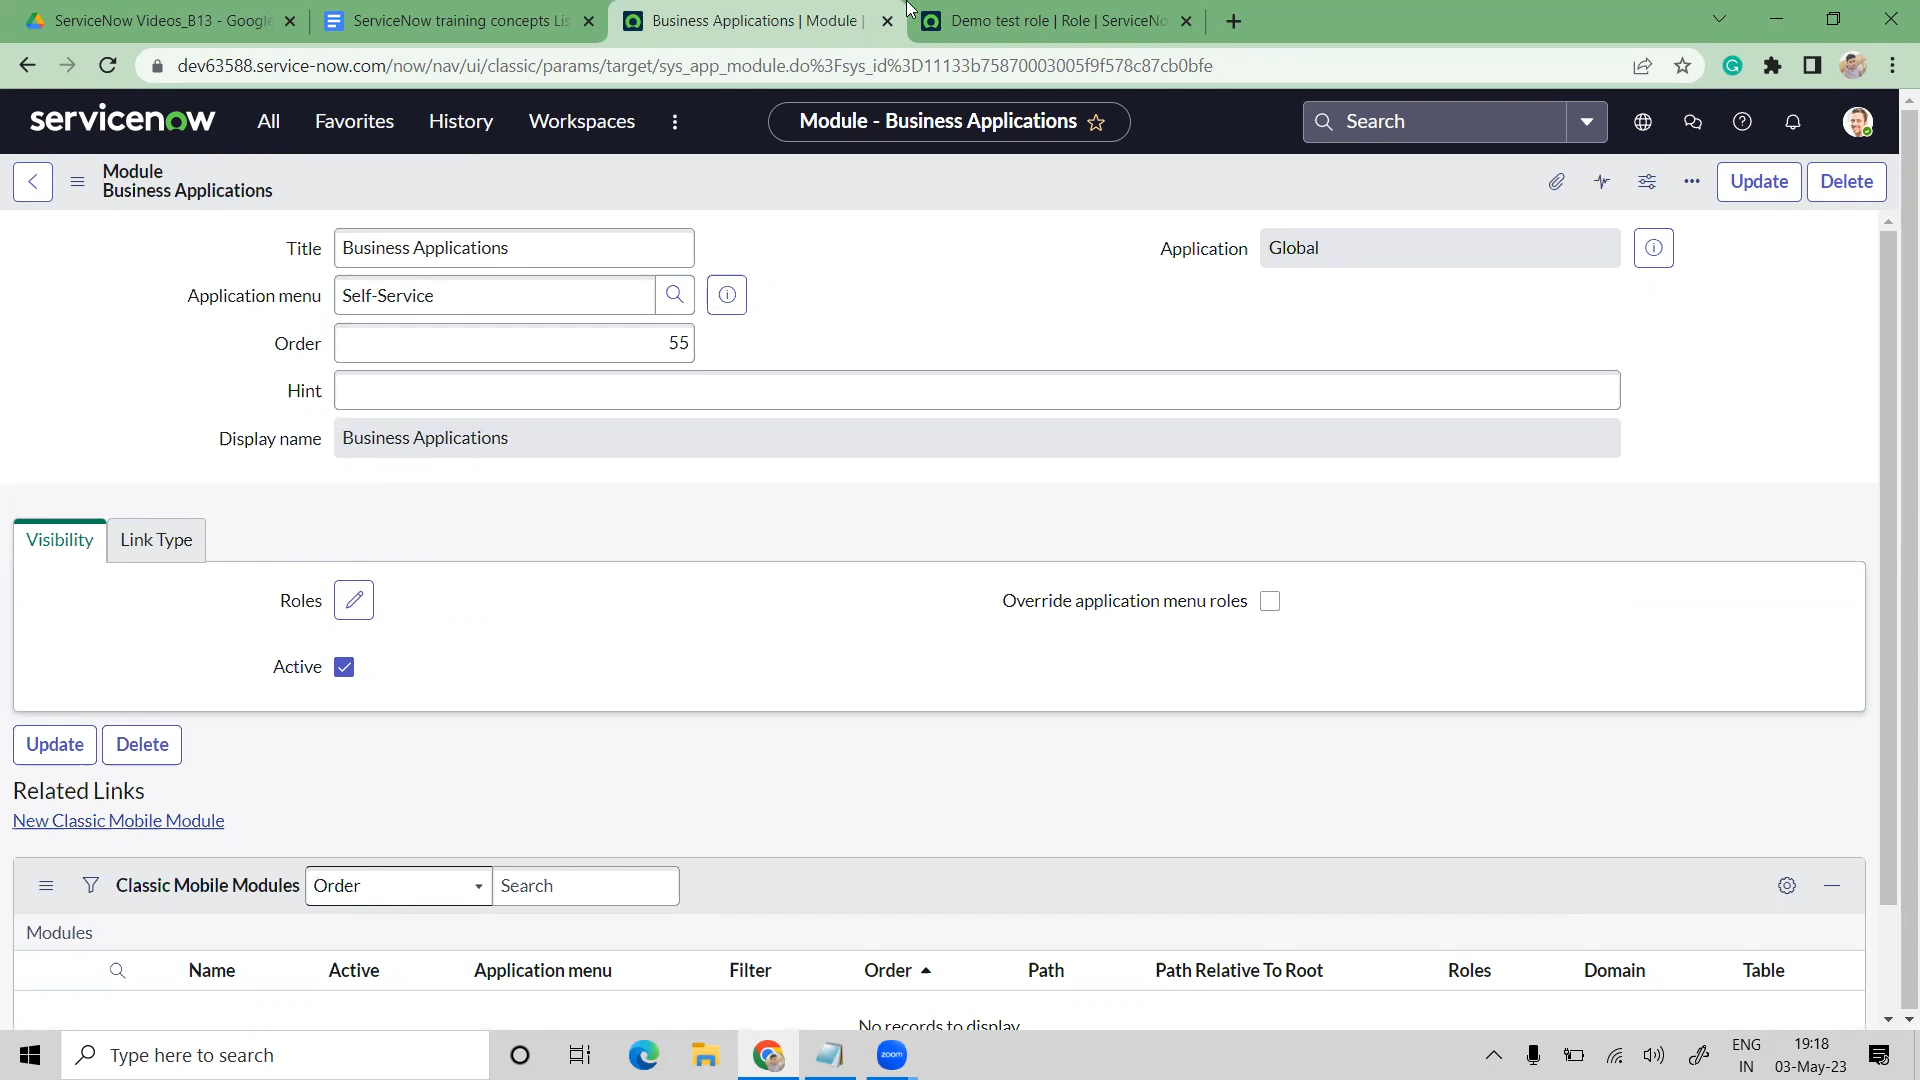 ServiceNow Videos_B13 - Google
ServiceNow training concepts Lis
Business Applications | Module |
Demo test role | Role | ServiceNo
dev63588.service-now.com/now/nav/ui/classic/params/target/sys_app_module.do%3Fsys_id%3D11133b75870003005f9f578c87cb0bfe
servicenow
All
Favorites
History
Workspaces
Module - Business Applications
Search
Module
Business Applications
Update
Delete
Title
Business Applications
Application
Global
Application menu
Self-Service
Order
55
Hint
Display name
Business Applications
Visibility
Link Type
Roles
Override application menu roles
Active
Update
Delete
Related Links
New Classic Mobile Module
Classic Mobile Modules
Order
Search
Modules
Name
Active
Application menu
Filter
Order
Path
Path Relative To Root
Roles
Domain
Table
No records to display
Type here to search
zoom
ENG
IN
19:18
03-May-23